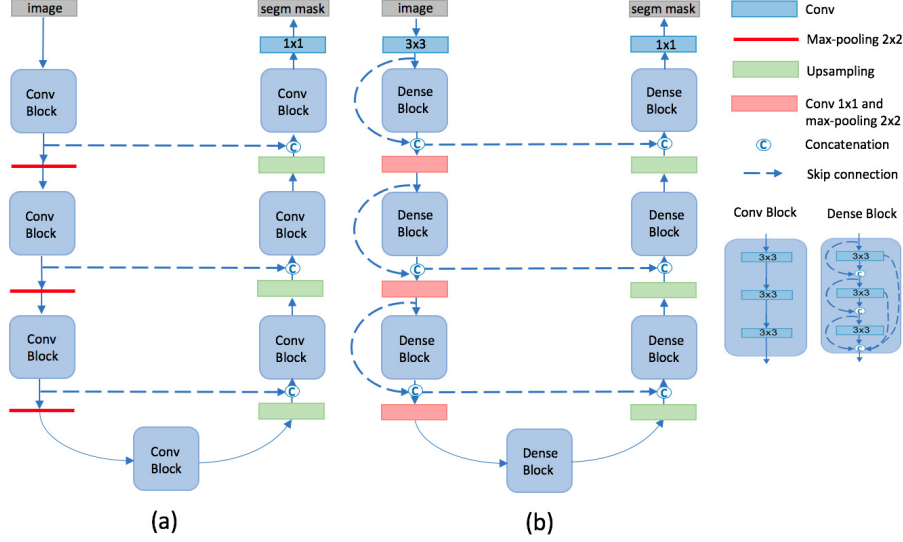 image
segm mask
1x1
Conv
Block
Conv
Block
C
Conv
Block
Conv
Block
C
Conv
Block
Conv
Block
C
Conv
Block
(a)
image
segm mask
3x3
1x1
Dense
Block
Dense
Block
C
C
Dense
Block
Dense
Block
C
C
Dense
Block
Dense
Block
C
C
Dense
Block
(b)
Conv
Max-pooling 2x2
Upsampling
Conv 1x1 and
max-pooling 2x2
C
Concatenation
Skip connection
Conv Block
3x3
3x3
3x3
Dense Block
3x3
C
3x3
C
3x3
C